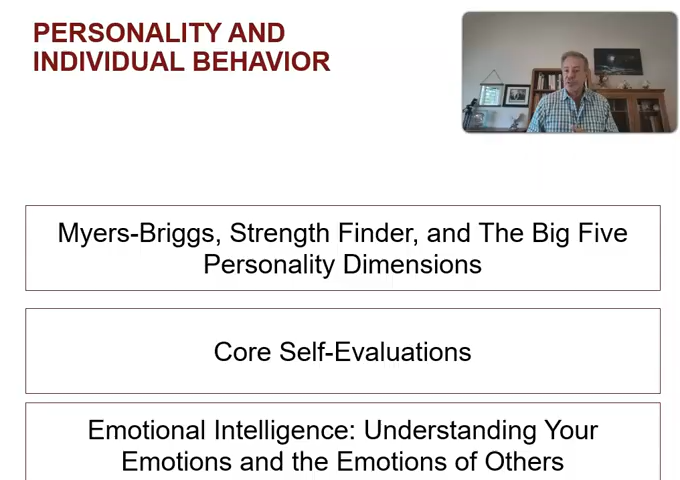 PERSONALITY AND
INDIVIDUAL BEHAVIOR
Myers-Briggs, Strength Finder, and The Big Five
Personality Dimensions
Core Self-Evaluations
Emotional Intelligence: Understanding Your
Emotions and the Emotions of Others